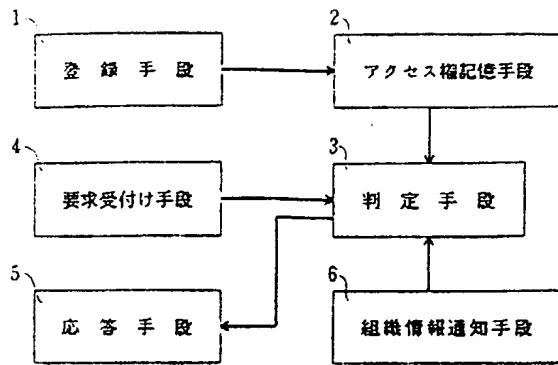 1
登録手段
2
アクセス権記憶手段
4
要求受付け手段
3
判定手段
5
応答手段
6
組織情報通知手段